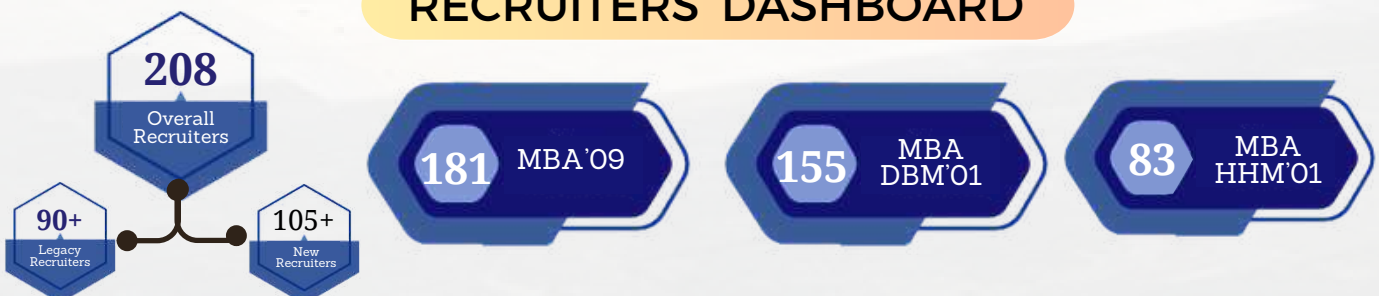 RECRUITERS' DASHBOARD
208
Overall
Recruiters
90+
Legacy
Recruiters
105+
New
Recruiters
181
MBA'09
155
MBA
DBM'01
83
MBA
HHM'01